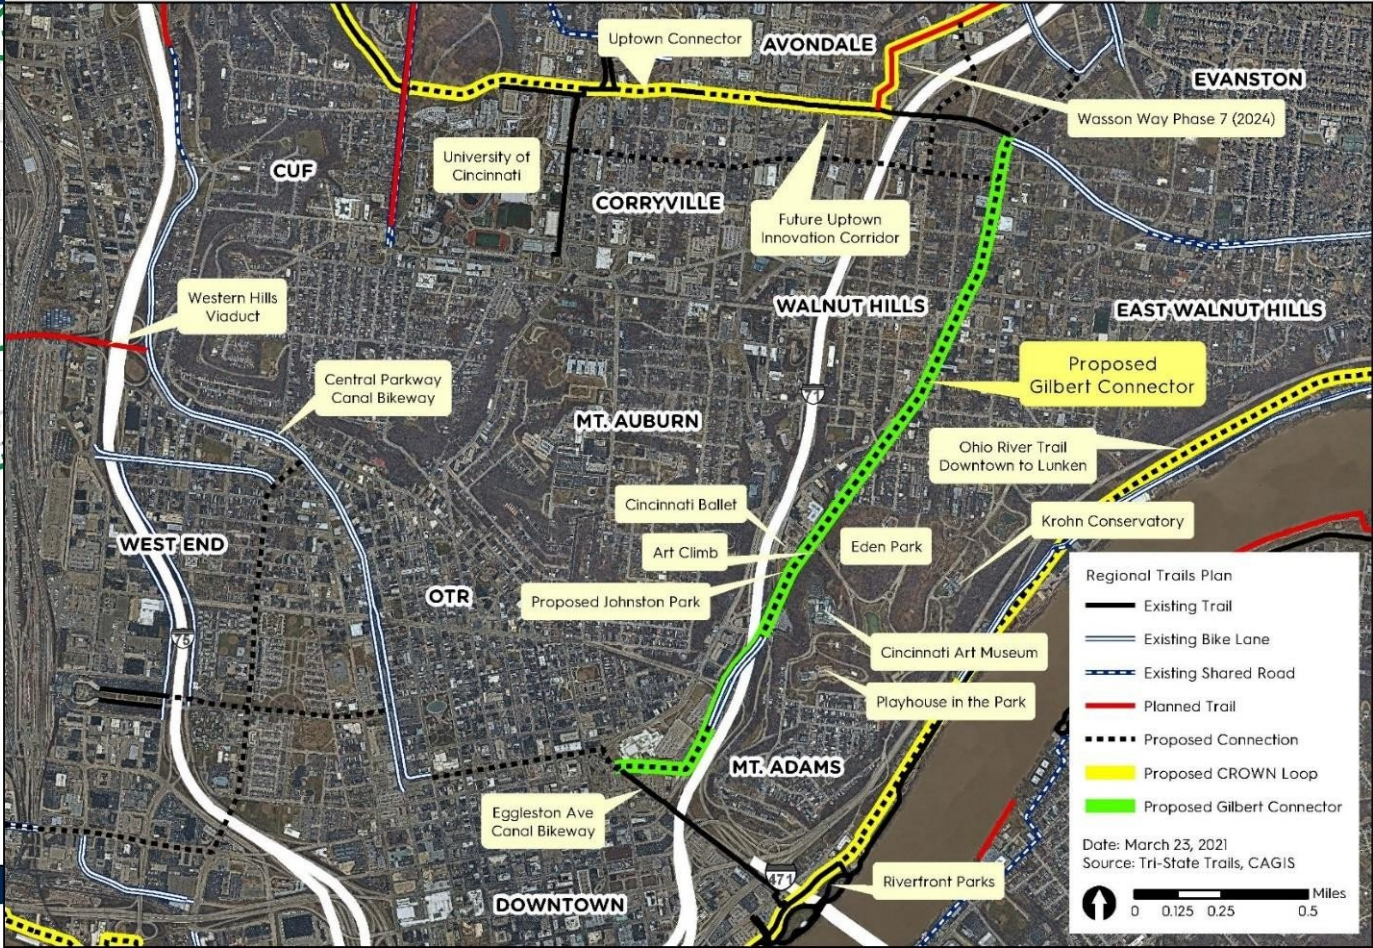 Uptown Connector
AVONDALE
EVANSTON
Wasson Way Phase 7 (2024)
CUF
University of
Cincinnati
CORRYVILLE
Future Uptown
Innovation Corridor
Western Hills
Viaduct
WALNUT HILLS
EAST WALNUT HILLS
Proposed
Gilbert Connector
Central Parkway
Canal Bikeway
71
MT. AUBURN
Ohio River Trail
Downtown to Lunken
Cincinnati Ballet
Krohn Conservatory
WEST END
Art Climb
Eden Park
OTR
Proposed Johnston Park
75
Cincinnati Art Museum
Playhouse in the Park
MT. ADAMS
Eggleston Ave
Canal Bikeway
471
Riverfront Parks
DOWNTOWN
Regional Trails Plan
Existing Trail
Existing Bike Lane
Existing Shared Road
Planned Trail
Proposed Connection
Proposed CROWN Loop
Proposed Gilbert Connector
Date: March 23, 2021
Source: Tri-State Trails, CAGIS
Miles
0 0.125 0.25 0.5